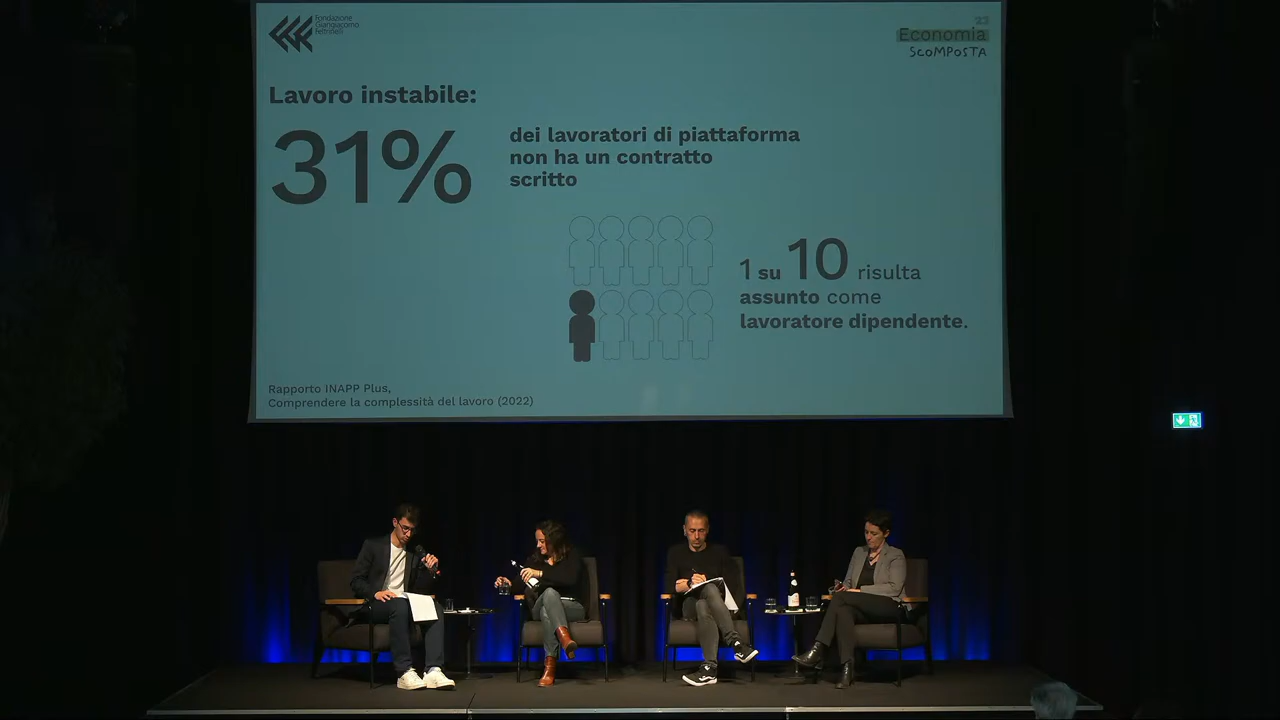 Fondazione
Giangiacomo
Feltrinelli
'23
Economia
SCOMPOSTA
Lavoro instabile:
31%
dei lavoratori di piattaforma
non ha un contratto
scritto
1 su 10 risulta
assunto come
lavoratore dipendente.
Rapporto INAPP Plus,
Comprendere la complessità del lavoro (2022)